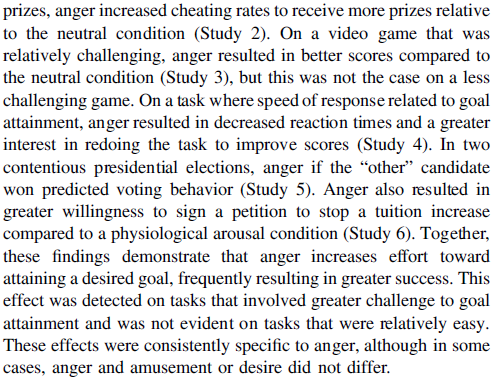 prizes, anger increased cheating rates to receive more prizes relative
to the neutral condition (Study 2). On a video game that was
relatively challenging, anger resulted in better scores compared to
the neutral condition (Study 3), but this was not the case on a less
challenging game. On a task where speed of response related to goal
attainment, anger resulted in decreased reaction times and a greater
interest in redoing the task to improve scores (Study 4). In two
contentious presidential elections, anger if the “other” candidate
won predicted voting behavior (Study 5). Anger also resulted in
greater willingness to sign a petition to stop a tuition increase
compared to a physiological arousal condition (Study 6). Together,
these findings demonstrate that anger increases effort toward
attaining a desired goal, frequently resulting in greater success. This
effect was detected on tasks that involved greater challenge to goal
attainment and was not evident on tasks that were relatively easy.
These effects were consistently specific to anger, although in some
cases, anger and amusement or desire did not differ.